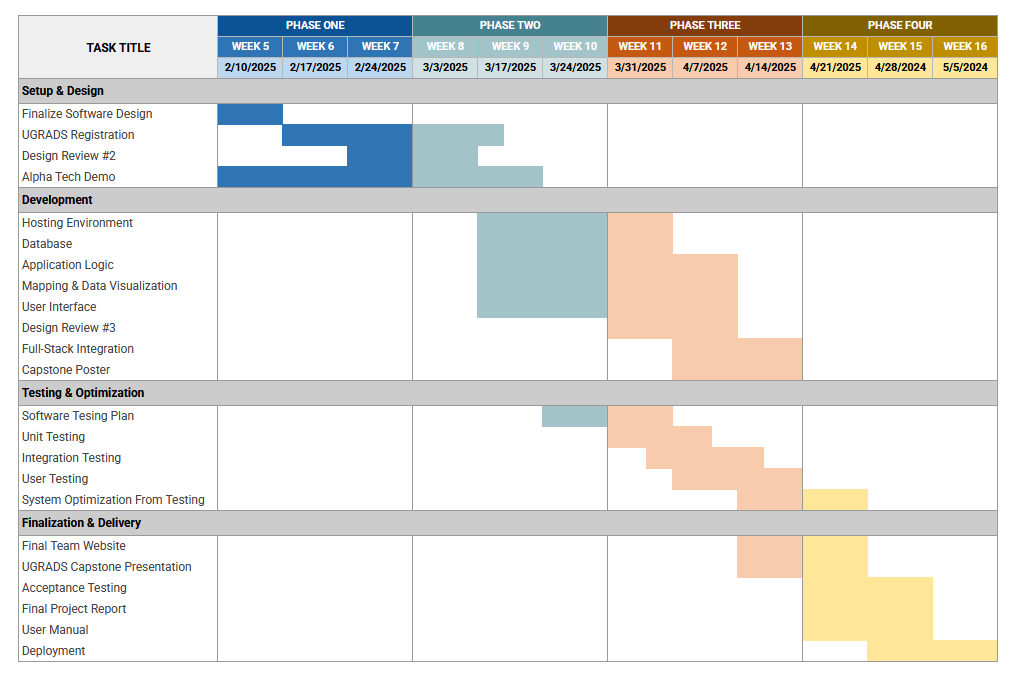 TASK TITLE
PHASE ONE PHASE TWO PHASE THREE PHASE FOUR
WEEK 5 WEEK 6 WEEK 7 WEEK 8 WEEK 9 WEEK 10 WEEK 11 WEEK 12 WEEK 13 WEEK 14 WEEK 15 WEEK 16
2/10/2025 2/17/2025 2/24/2025 3/3/2025 3/17/2025 3/24/2025 3/31/2025 4/7/2025 4/14/2025 4/21/2025 4/28/2024 5/5/2024
Setup & Design
Finalize Software Design
UGRADS Registration
Design Review #2
Alpha Tech Demo
Development
Hosting Environment
Database
Application Logic
Mapping & Data Visualization
User Interface
Design Review #3
Full-Stack Integration
Capstone Poster
Testing & Optimization
Software Tesing Plan
Unit Testing
Integration Testing
User Testing
System Optimization From Testing
Finalization & Delivery
Final Team Website
UGRADS Capstone Presentation
Acceptance Testing
Final Project Report
User Manual
Deployment